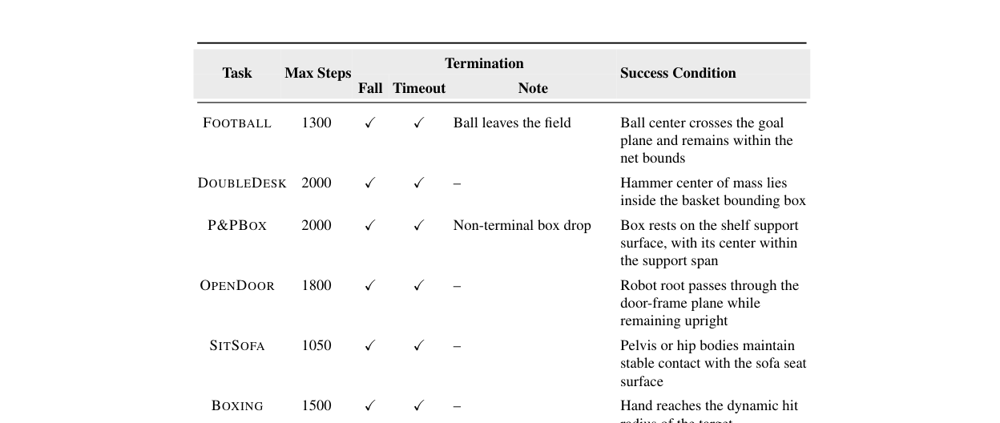 Termination
Task Max Steps Success Condition
Fall Timeout Note
FOOTBALL 1300 ✓ ✓ Ball leaves the field Ball center crosses the goal
plane and remains within the
net bounds
DOUBLEDESK 2000 ✓ ✓ – Hammer center of mass lies
inside the basket bounding box
P&PBOX 2000 ✓ ✓ Non-terminal box drop Box rests on the shelf support
surface, with its center within
the support span
OPENDOOR 1800 ✓ ✓ – Robot root passes through the
door-frame plane while
remaining upright
SITSOFA 1050 ✓ ✓ – Pelvis or hip bodies maintain
stable contact with the sofa seat
surface
BOXING 1500 ✓ ✓ – Hand reaches the dynamic hit
radius of the target